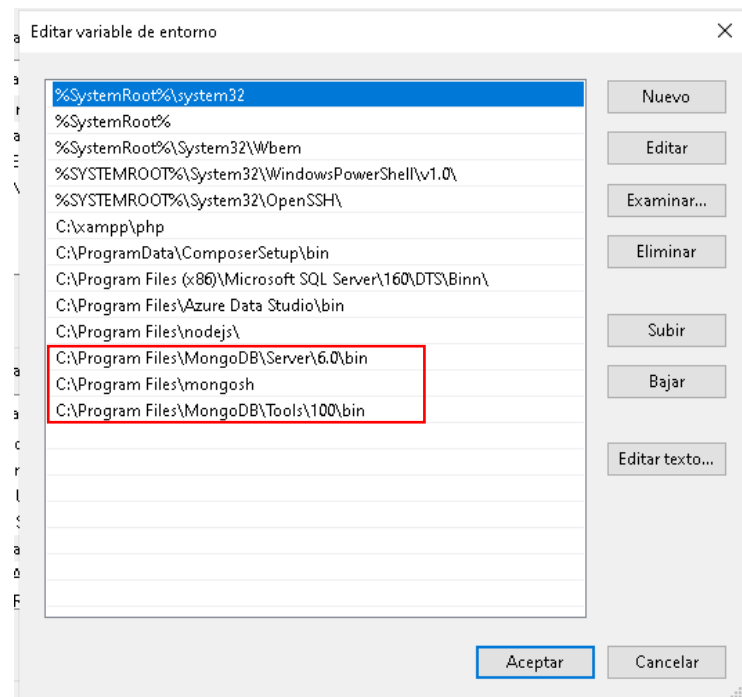 Editar variable de entorno
%SystemRoot%\system32
%SystemRoot%
%SystemRoot%\System32\Wbem
%SYSTEMROOT%\System32\WindowsPowerShell\v1.0\
%SYSTEMROOT%\System32\OpenSSH\
C:\xampp\php
C:\ProgramData\ComposerSetup\bin
C:\Program Files (x86)\Microsoft SQL Server\160\DTS\Binn\
C:\Program Files\Azure Data Studio\bin
C:\Program Files\nodejs\
C:\Program Files\MongoDB\Server\6.0\bin
C:\Program Files\mongosh
C:\Program Files\MongoDB\Tools\100\bin
Nuevo
Editar
Examinar...
Eliminar
Subir
Bajar
Editar texto...
Aceptar
Cancelar